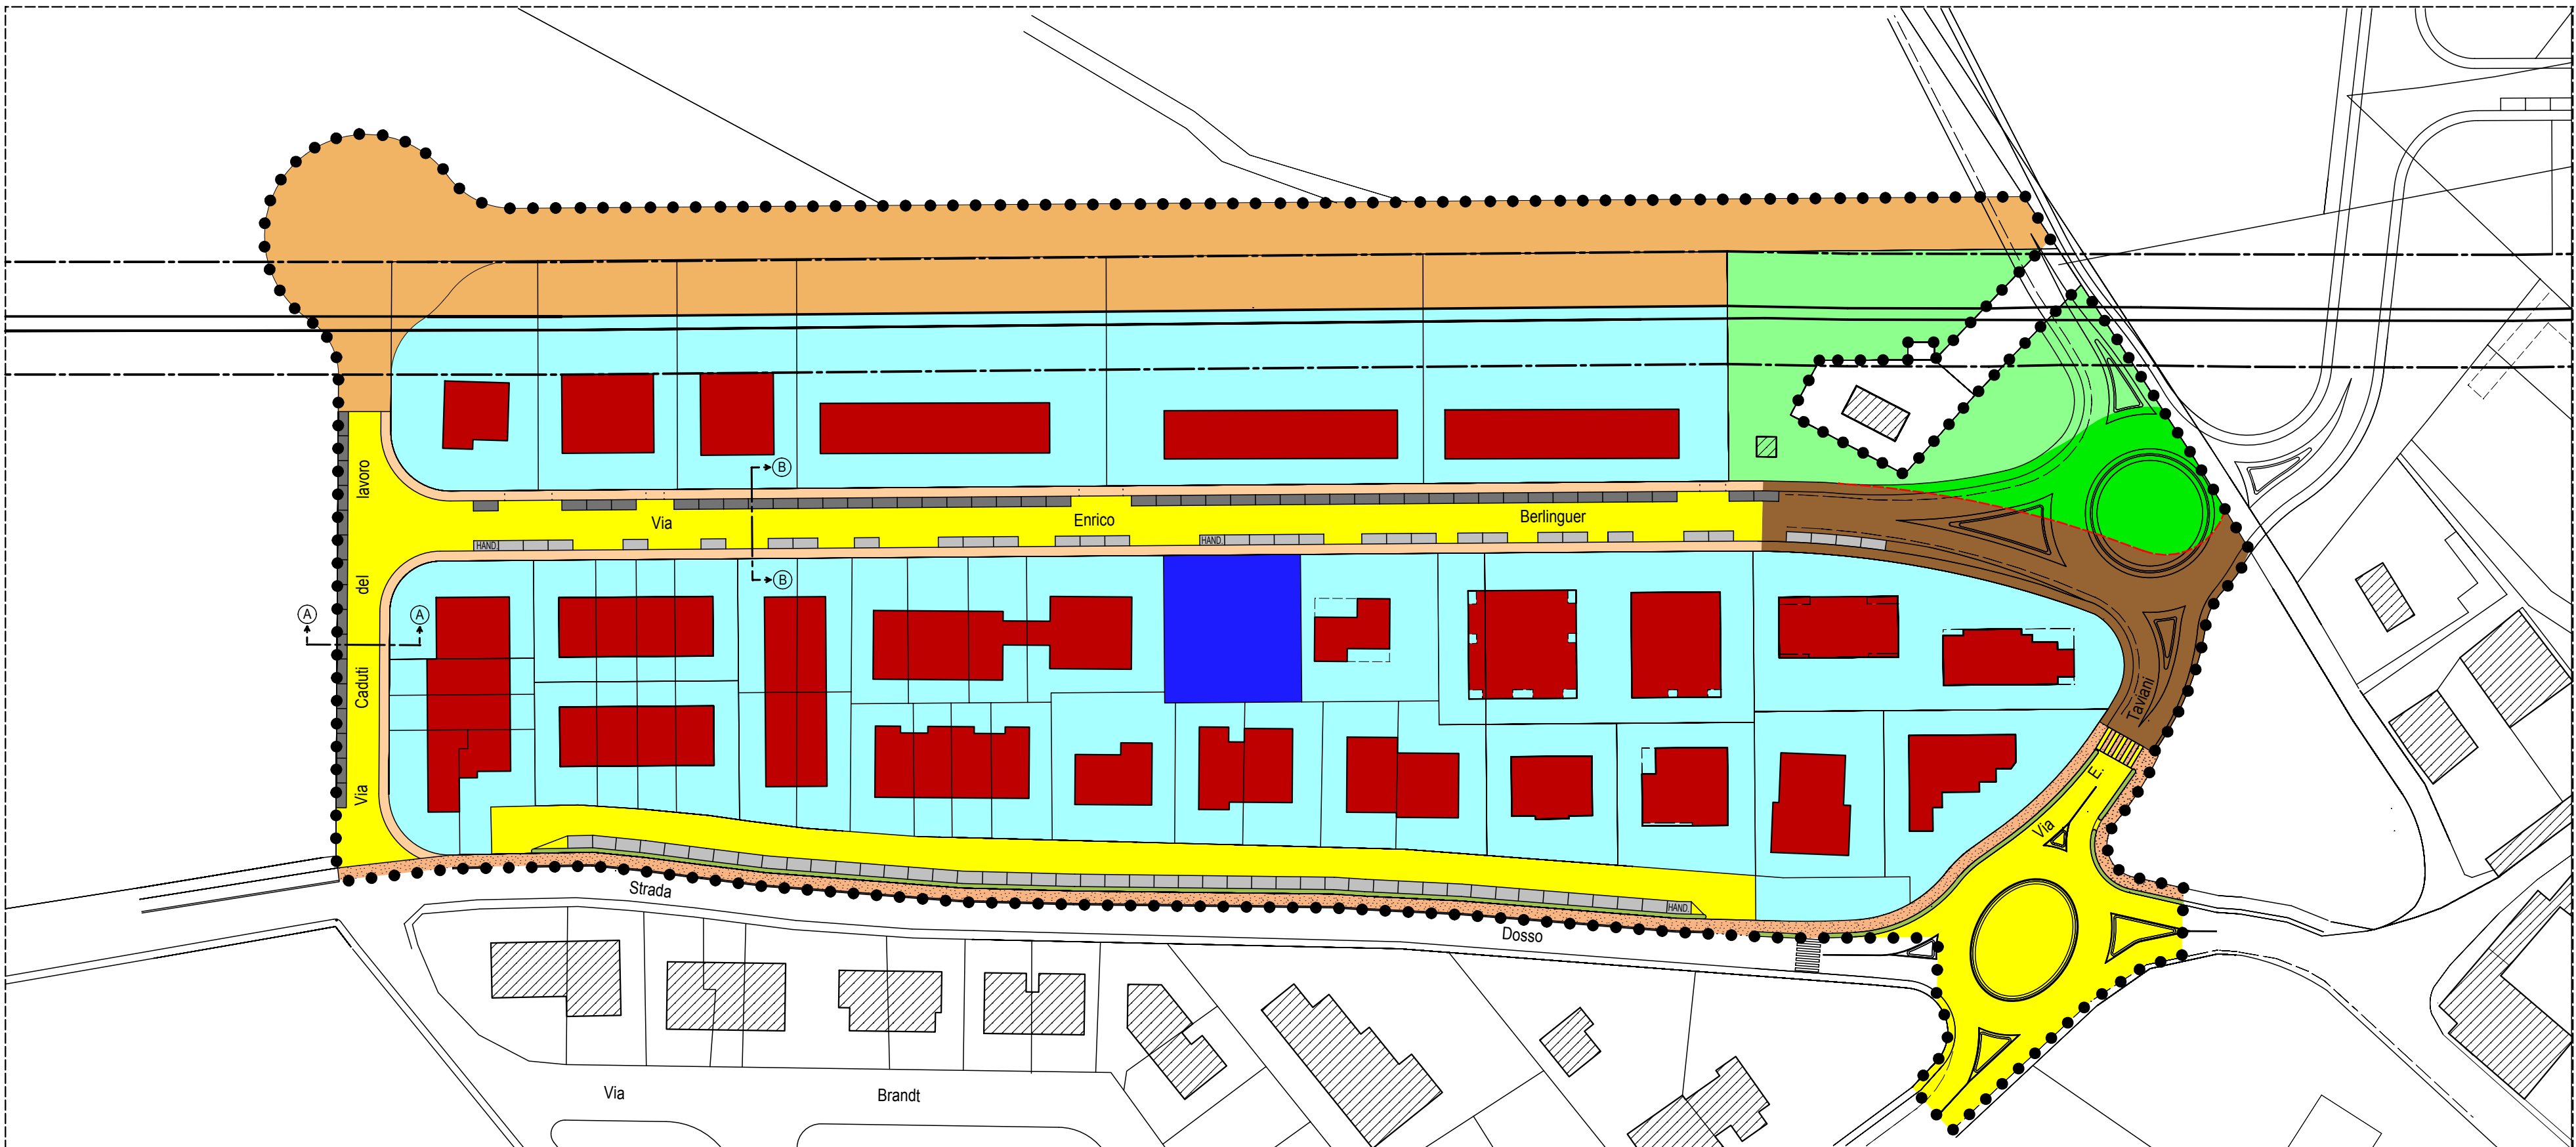 Via Enrico Berlinguer
HAND.
HAND.
B
B
A
A
Via Caduti del lavoro
Via E. Taviani
HAND.
Strada Dosso
Via Brandt